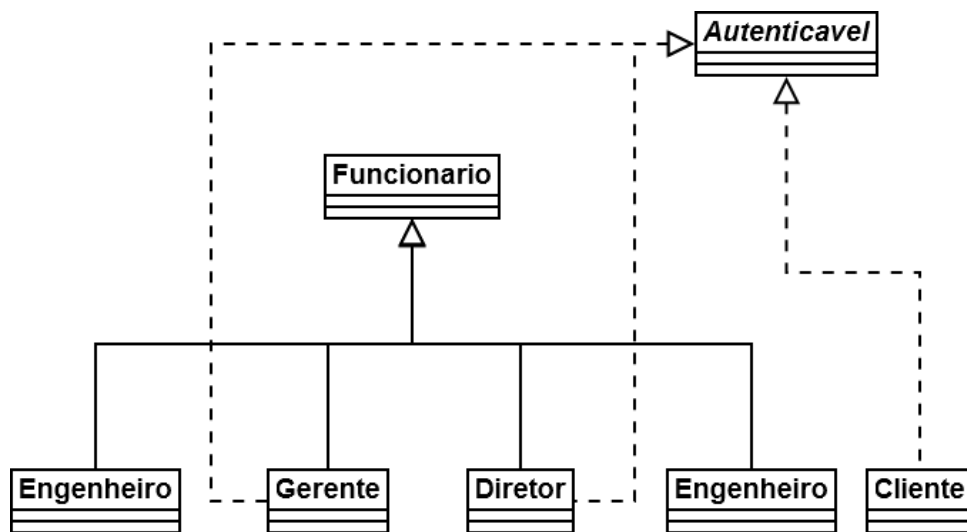 Autenticavel
Funcionario
Engenheiro
Gerente
Diretor
Engenheiro
Cliente